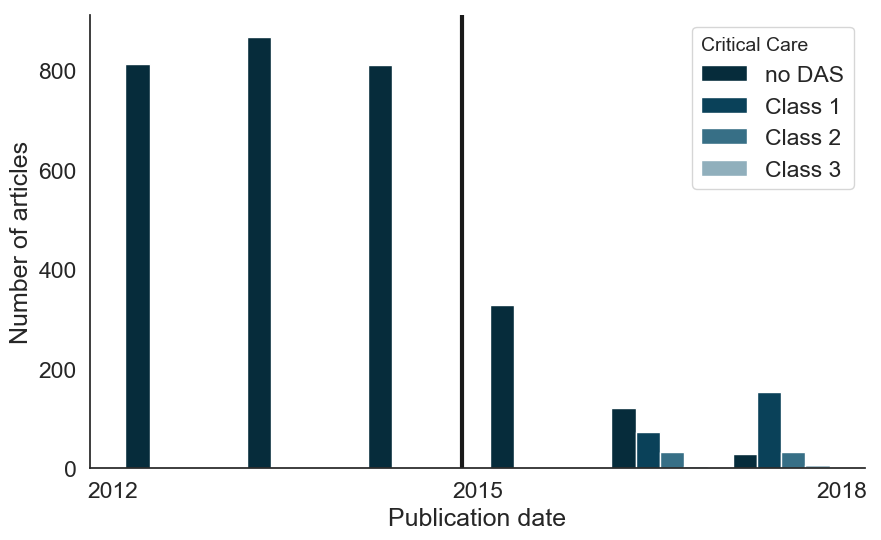 Critical Care
no DAS
Class 1
Class 2
Class 3
Number of articles
800
600
400
200
0
2012
2015
2018
Publication date